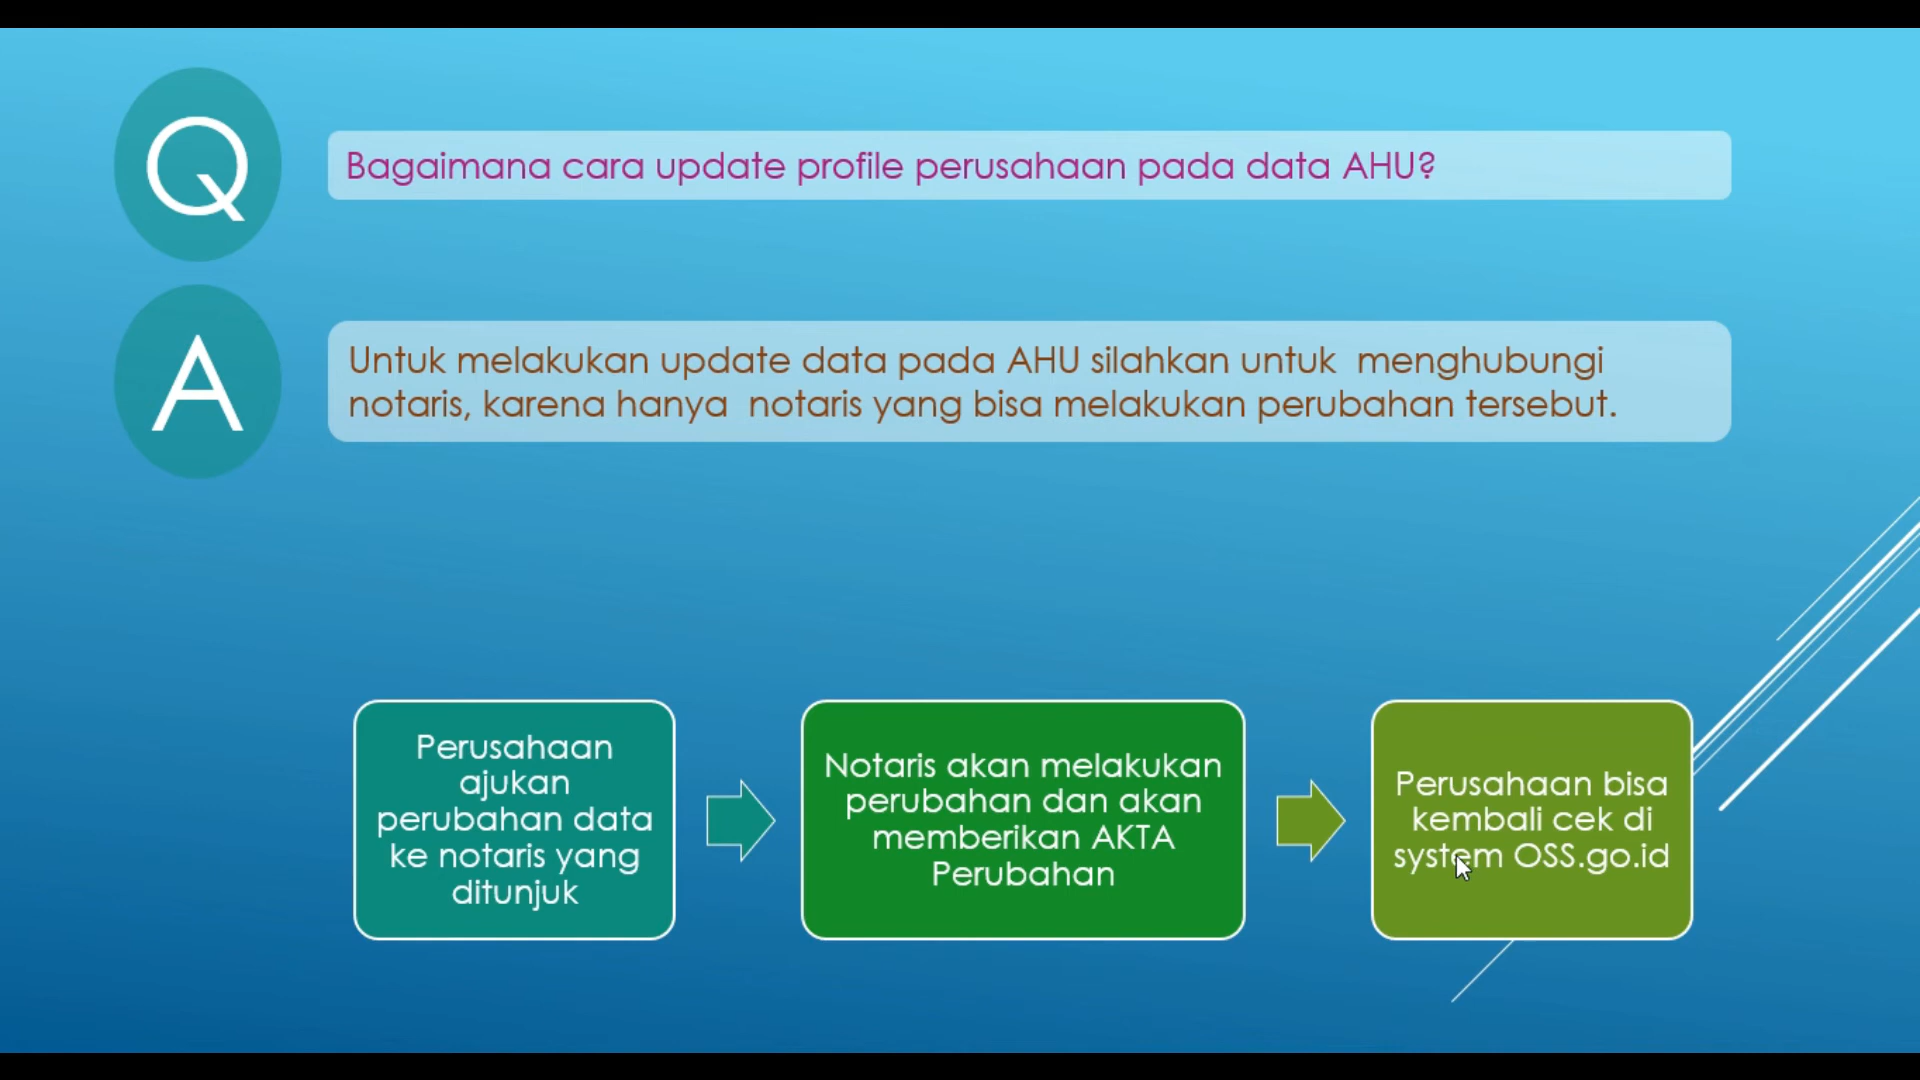 Q
Bagaimana cara update profile perusahaan pada data AHU?
A
Untuk melakukan update data pada AHU silahkan untuk  menghubungi
notaris, karena hanya  notaris yang bisa melakukan perubahan tersebut.
Perusahaan
ajukan
perubahan data
ke notaris yang
ditunjuk
Notaris akan melakukan
perubahan dan akan
memberikan AKTA
Perubahan
Perusahaan bisa
kembali cek di
system OSS.go.id